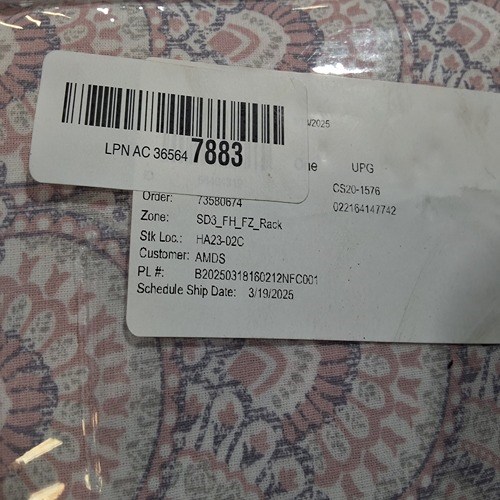 LPN AC 36564 7883
/2025
UPG
CS20-1576
Order: 73580674
022164147742
Zone: SD3_FH_FZ_Rack
Stk Loc.: HA23-02C
Customer: AMDS
PL #: B20250318160212NFC001
Schedule Ship Date: 3/19/2025